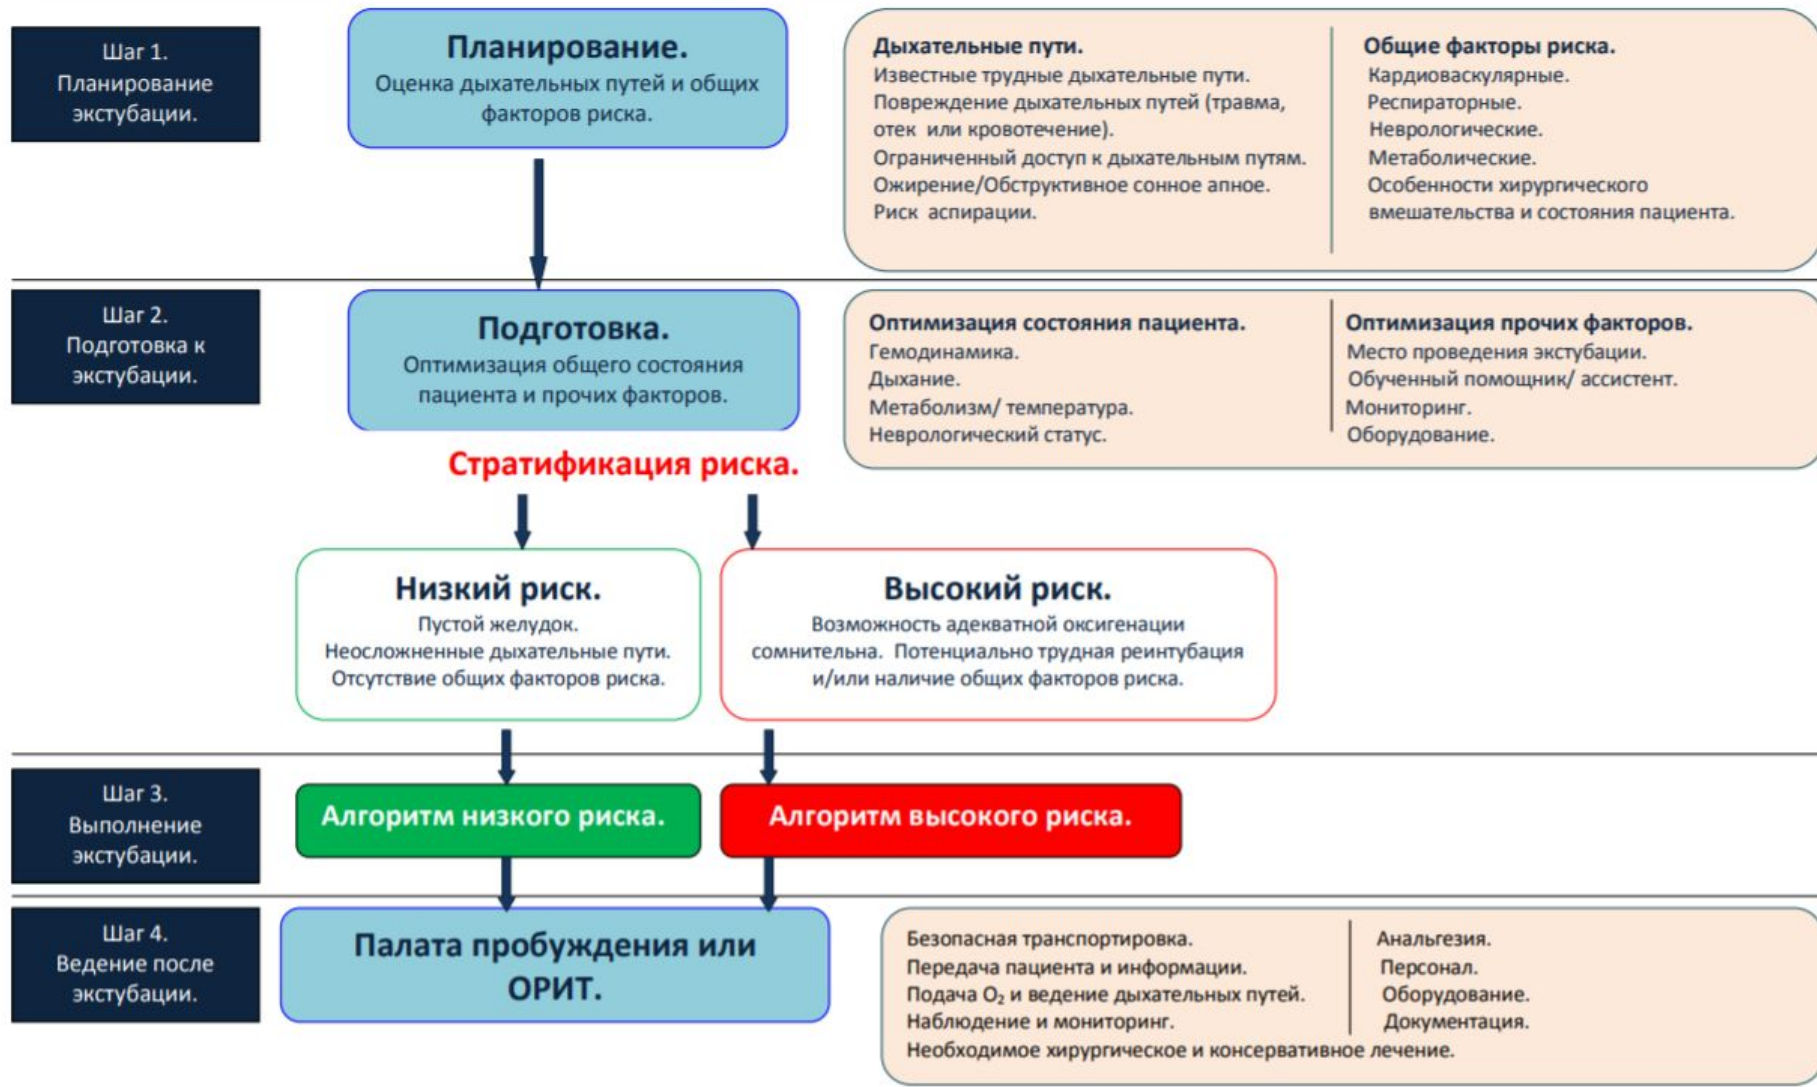 Шаг 1.
Планирование
экстубации.
Планирование.
Оценка дыхательных путей и общих
факторов риска.
Дыхательные пути.
Известные трудные дыхательные пути.
Повреждение дыхательных путей (травма,
отек или кровотечение).
Ограниченный доступ к дыхательным путям.
Ожирение/Обструктивное сонное апное.
Риск аспирации.
Общие факторы риска.
Кардиоваскулярные.
Респираторные.
Неврологические.
Метаболические.
Особенности хирургического
вмешательства и состояния пациента.
Шаг 2.
Подготовка к
экстубации.
Подготовка.
Оптимизация общего состояния
пациента и прочих факторов.
Оптимизация состояния пациента.
Гемодинамика.
Дыхание.
Метаболизм/ температура.
Неврологический статус.
Оптимизация прочих факторов.
Место проведения экстубации.
Обученный помощник/ ассистент.
Мониторинг.
Оборудование.
Стратификация риска.
Низкий риск.
Пустой желудок.
Неосложненные дыхательные пути.
Отсутствие общих факторов риска.
Высокий риск.
Возможность адекватной оксигенации
сомнительна. Потенциально трудная реинтубация
и/или наличие общих факторов риска.
Шаг 3.
Выполнение
экстубации.
Алгоритм низкого риска.
Алгоритм высокого риска.
Шаг 4.
Ведение после
экстубации.
Палата пробуждения или
ОРИТ.
Безопасная транспортировка.
Передача пациента и информации.
Подача O₂ и ведение дыхательных путей.
Наблюдение и мониторинг.
Необходимое хирургическое и консервативное лечение.
Анальгезия.
Персонал.
Оборудование.
Документация.